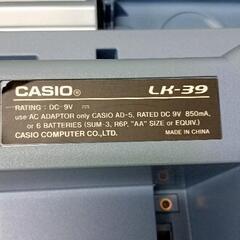 CASIO® LK-39
RATING: DC 9V ⎓
use AC ADAPTOR only CASIO AD-5, RATED DC 9V 850mA,
or 6 BATTERIES (SUM-3, R6P, "AA" SIZE or EQUIV.)
CASIO COMPUTER CO.,LTD. MADE IN CHINA